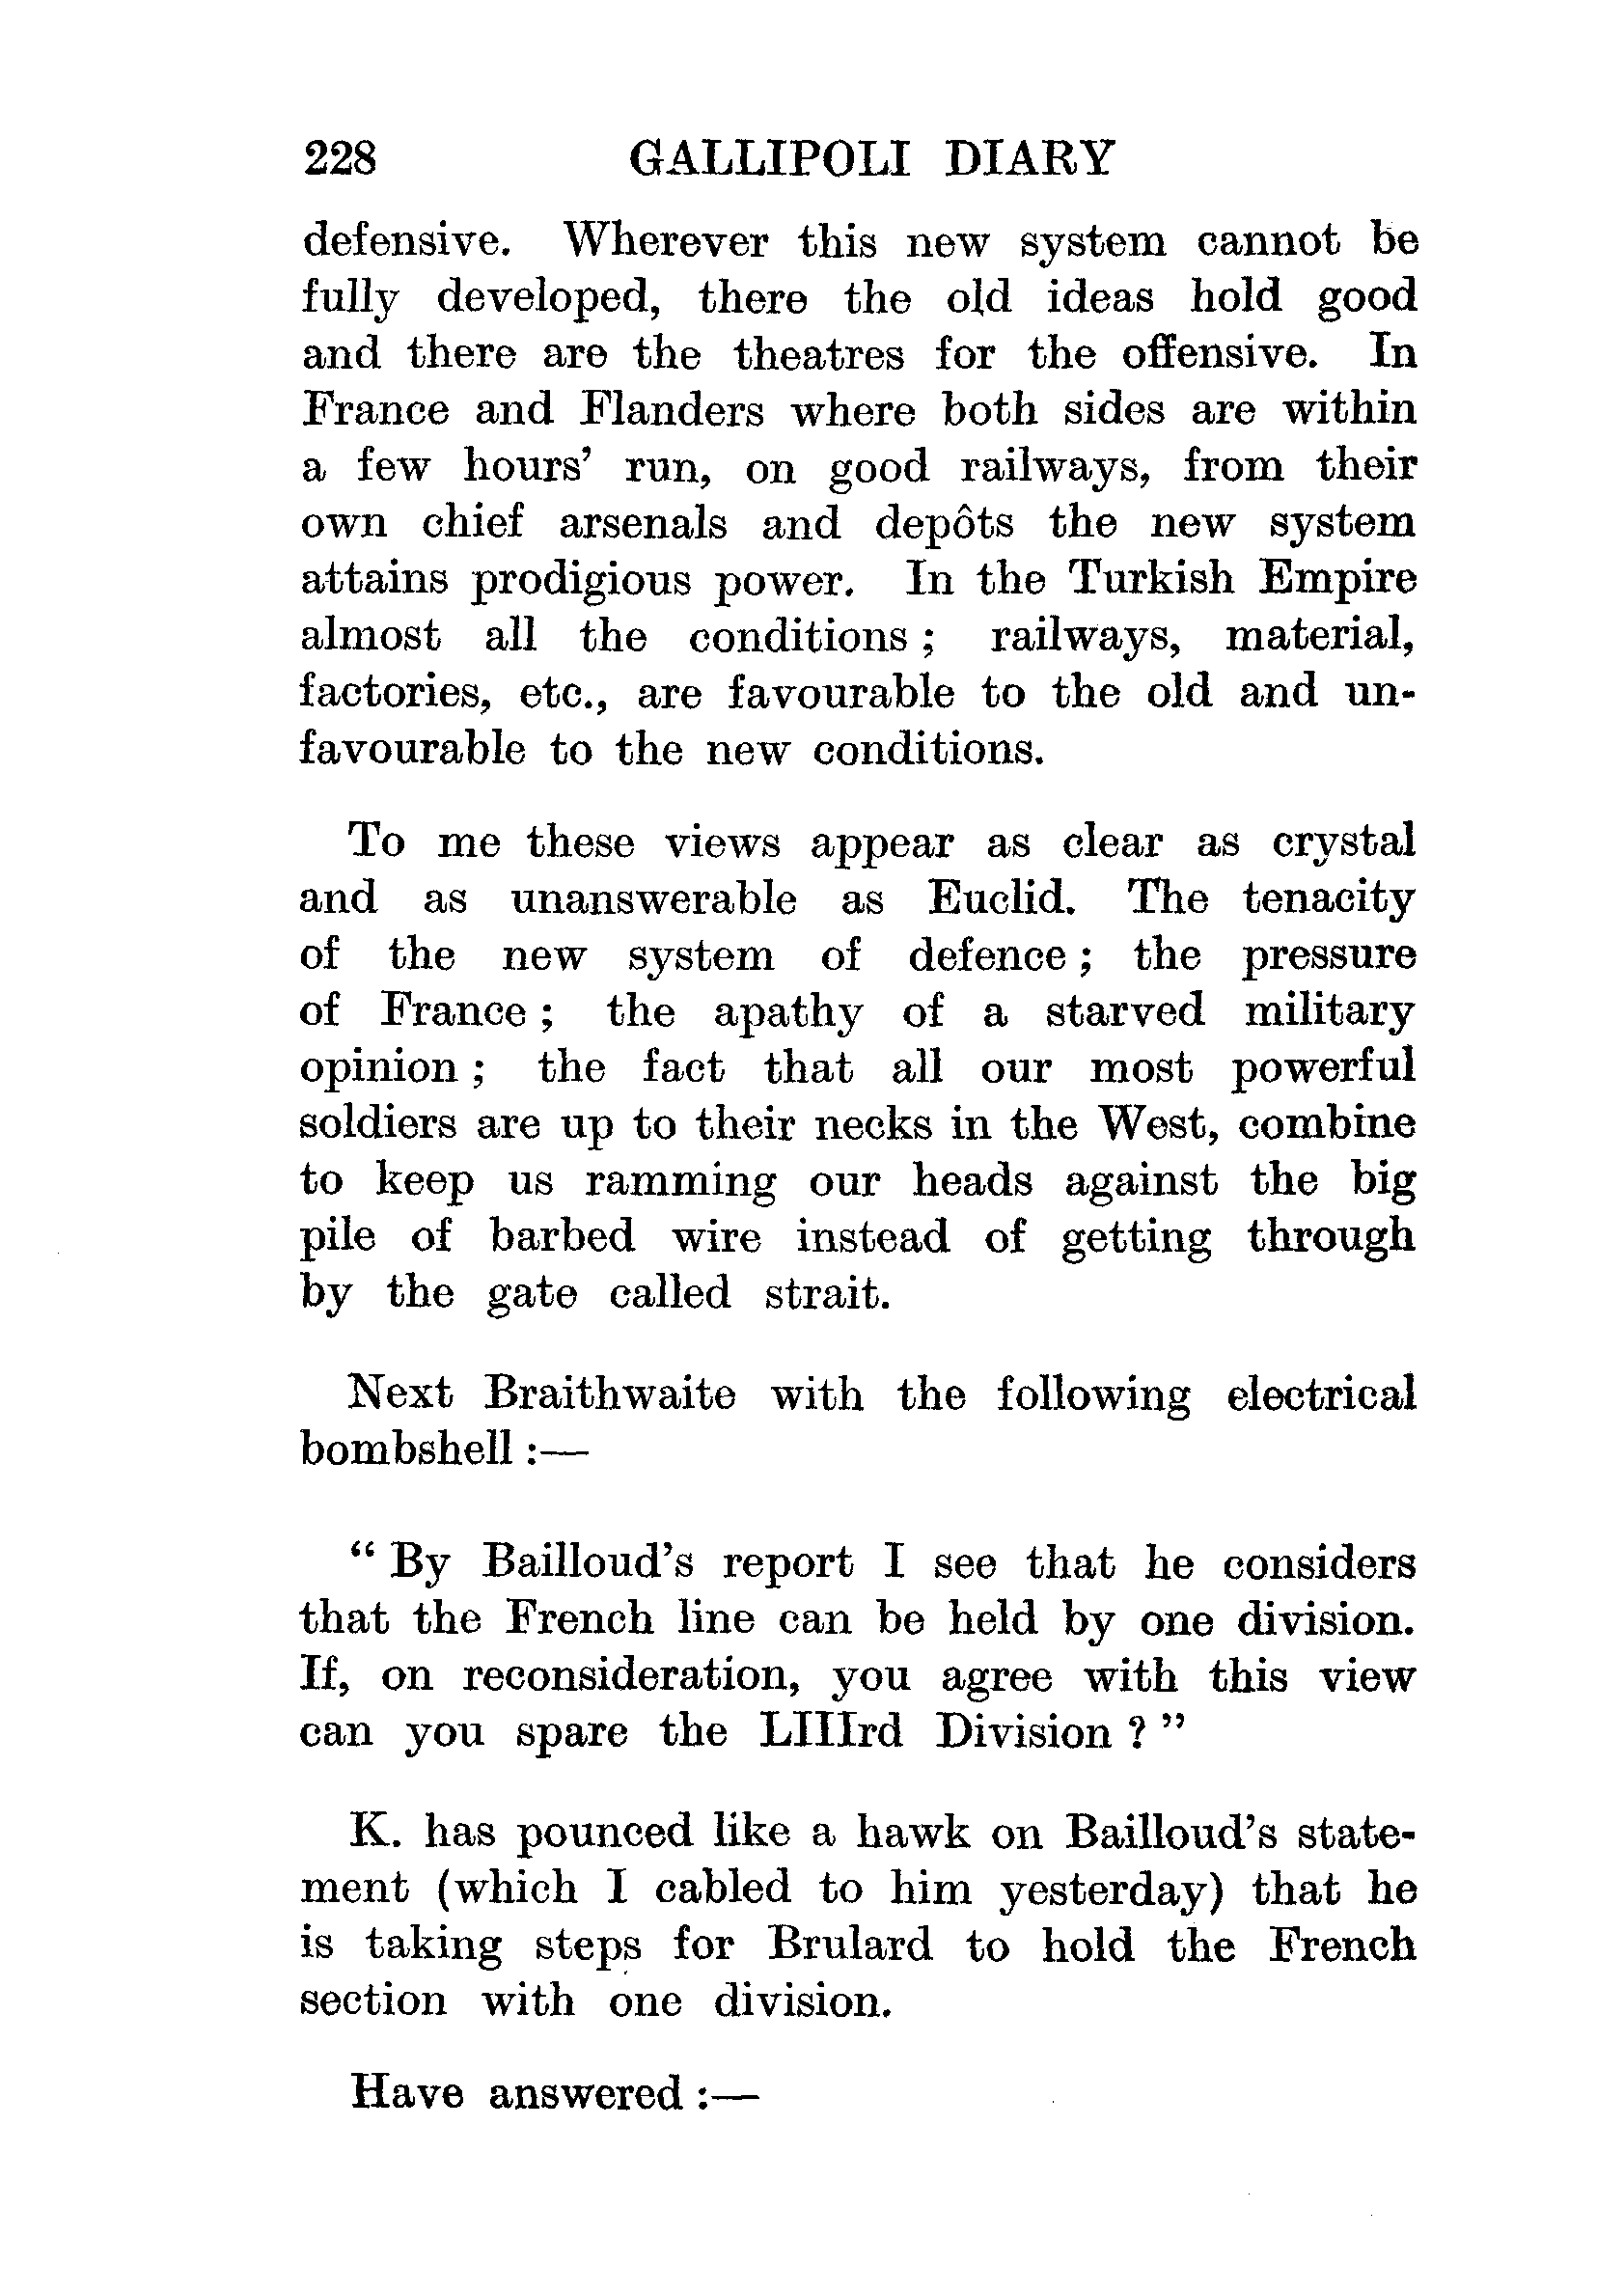 228 GALLIPOLI DIARY
defensive. Wherever this new system cannot be
fully developed, there the old ideas hold good
and there are the theatres for the offensive. In
France and Flanders where both sides are within
a few hours’ run, on good railways, from their
own chief arsenals and depôts the new system
attains prodigious power. In the Turkish Empire
almost all the conditions ; railways, material,
factories, etc., are favourable to the old and un-
favourable to the new conditions.
To me these views appear as clear as crystal
and as unanswerable as Euclid. The tenacity
of the new system of defence ; the pressure
of France ; the apathy of a starved military
opinion ; the fact that all our most powerful
soldiers are up to their necks in the West, combine
to keep us ramming our heads against the big
pile of barbed wire instead of getting through
by the gate called strait.
Next Braithwaite with the following electrical
bombshell :—
“ By Bailloud’s report I see that he considers
that the French line can be held by one division.
If, on reconsideration, you agree with this view
can you spare the LIIIrd Division ? ”
K. has pounced like a hawk on Bailloud’s state-
ment (which I cabled to him yesterday) that he
is taking steps for Brulard to hold the French
section with one division.
Have answered :—